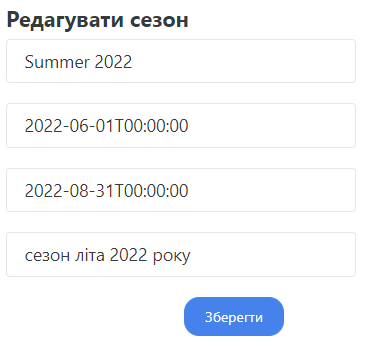 Редагувати сезон
Summer 2022
2022-06-01T00:00:00
2022-08-31T00:00:00
сезон літа 2022 року
Зберегти